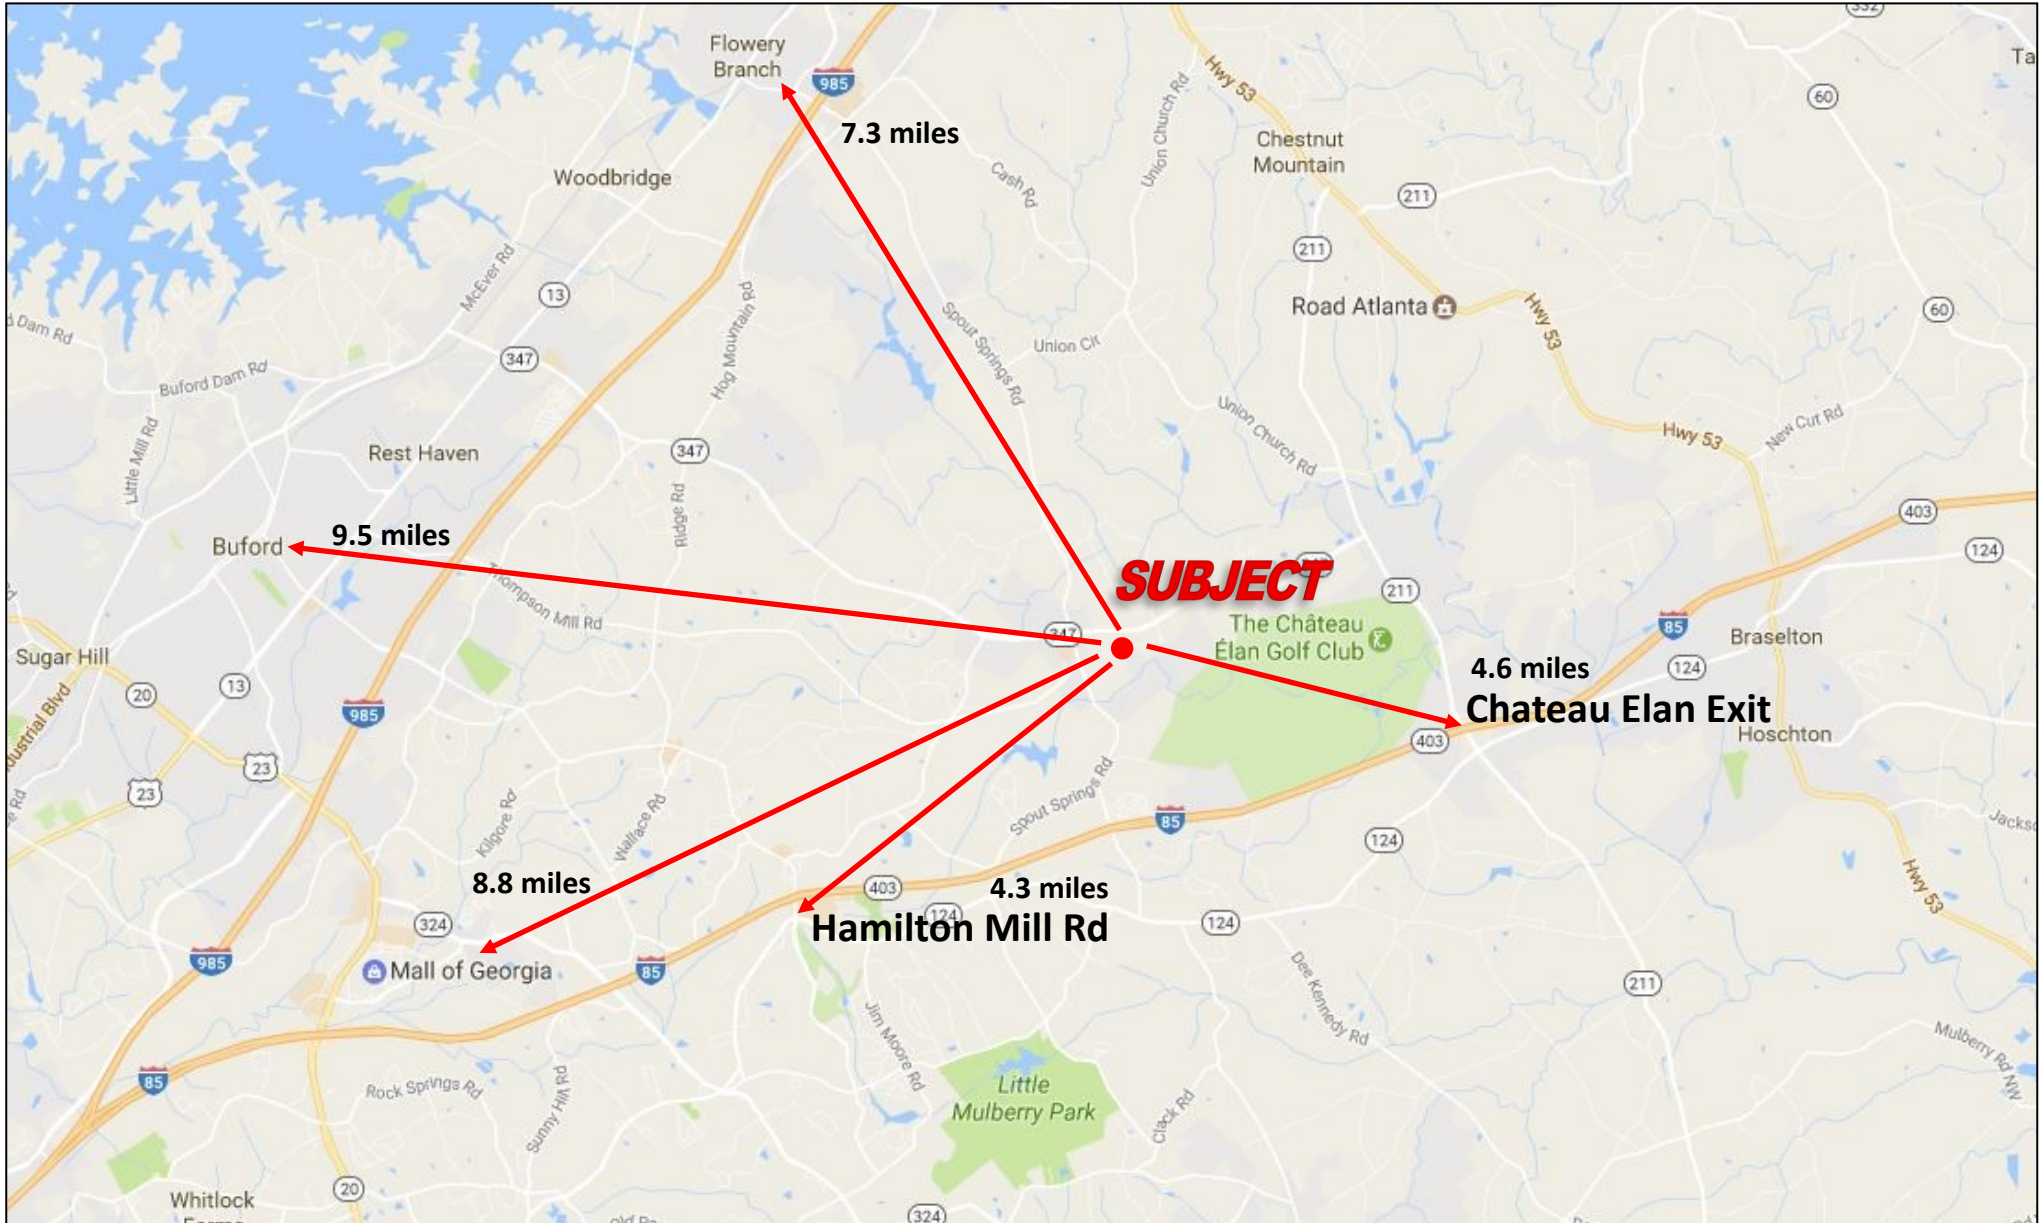 332
Flowery
Branch
985
Hwy 53
Ta
60
7.3 miles
Union Church Rd
Chestnut
Mountain
Woodbridge
Cash Rd
211
211
McEver Rd
13
Hog Mountain Rd
Spout Springs Rd
Road Atlanta
Hwy 53
60
Dam Rd
347
Union Cir
Buford Dam Rd
Union Church Rd
New Cut Rd
Hwy 53
Little Mill Rd
Rest Haven
347
Ridge Rd
403
9.5 miles
Buford
124
Thompson Mill Rd
SUBJECT
211
347
The Château
Élan Golf Club
85
Braselton
Sugar Hill
4.6 miles
124
20
13
985
Chateau Elan Exit
Industrial Blvd
403
Hoschton
23
23
Kilgore Rd
Wallace Rd
Spout Springs Rd
85
124
Jackso
8.8 miles
403
4.3 miles
Hwy 53
324
124
Hamilton Mill Rd
124
985
Mall of Georgia
85
Dee Kennedy Rd
211
Jim Moore Rd
Mulberry Rd NW
85
Rock Springs Rd
Sunny Hill Rd
Little
Mulberry Park
Clack Rd
Whitlock
20
324